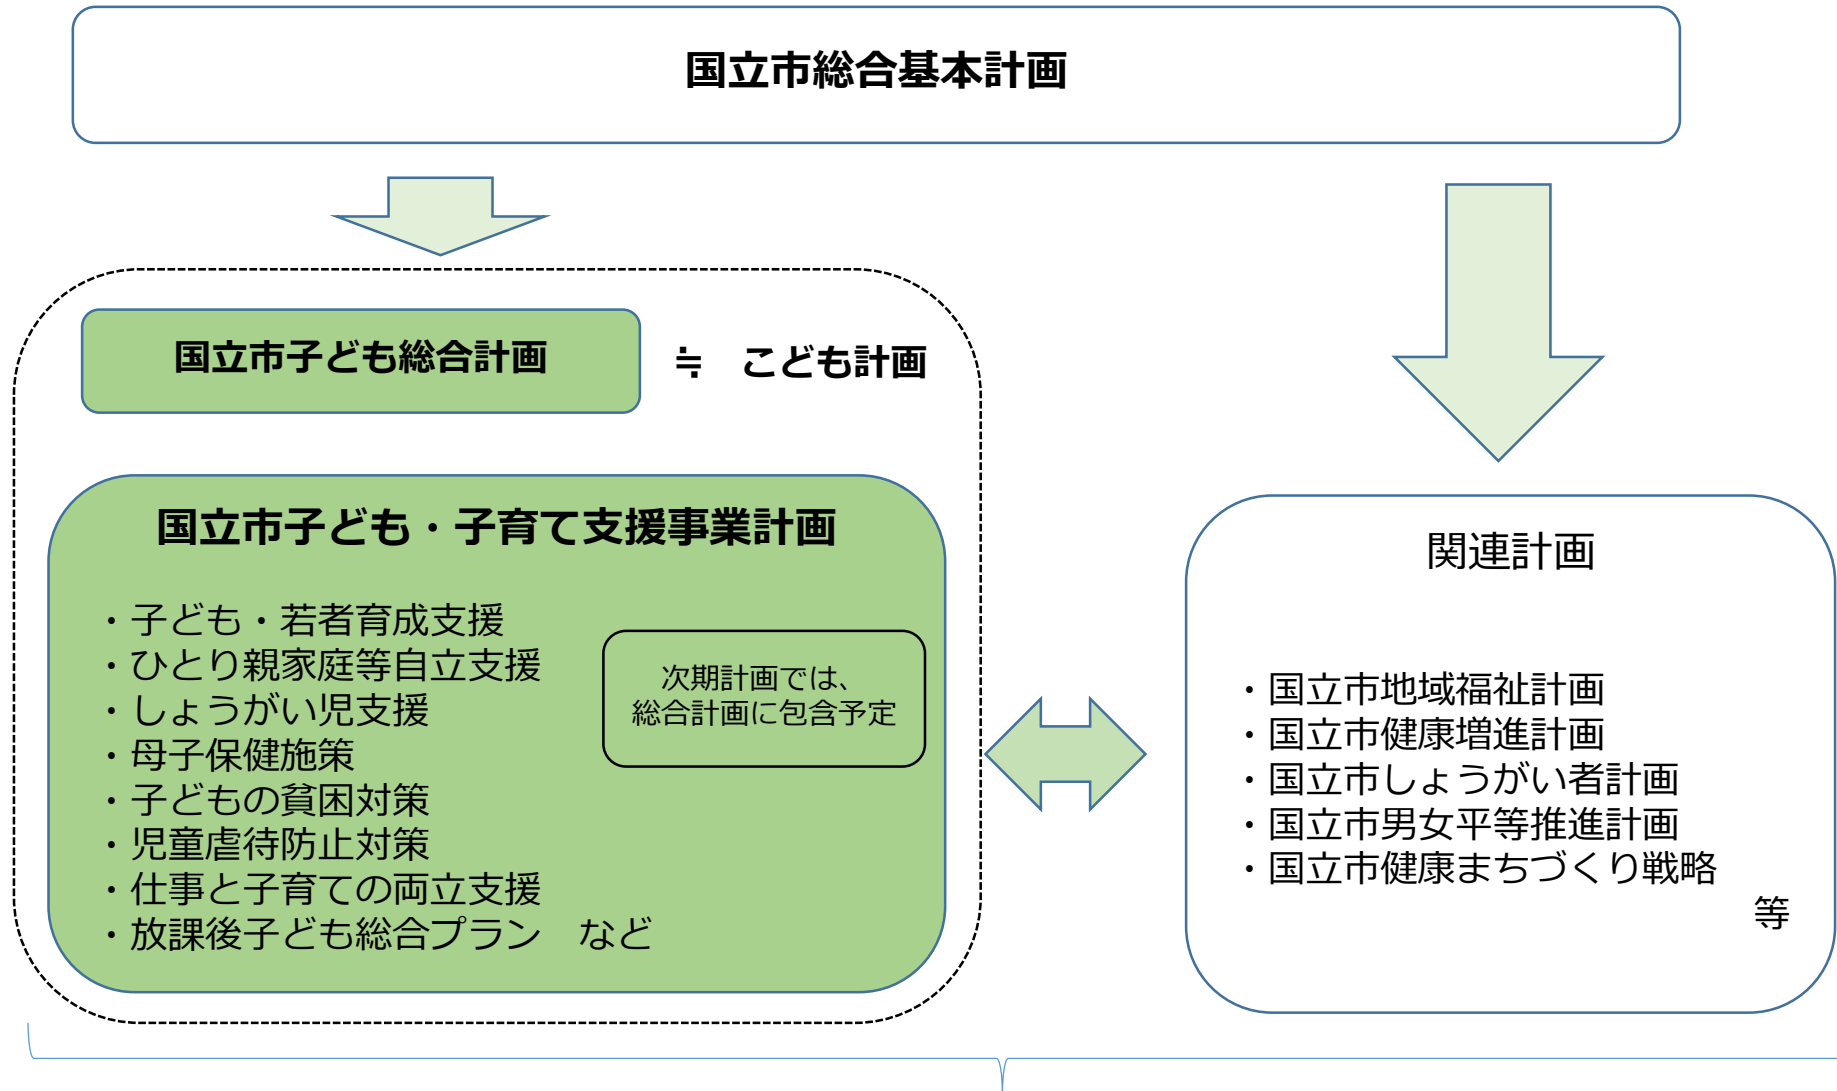 国立市総合基本計画
国立市子ども総合計画
≒　こども計画
国立市子ども・子育て支援事業計画
・子ども・若者育成支援
・ひとり親家庭等自立支援
・しょうがい児支援
・母子保健施策
・子どもの貧困対策
・児童虐待防止対策
・仕事と子育ての両立支援
・放課後子ども総合プラン　など
次期計画では、
総合計画に包含予定
関連計画
・国立市地域福祉計画
・国立市健康増進計画
・国立市しょうがい者計画
・国立市男女平等推進計画
・国立市健康まちづくり戦略
等